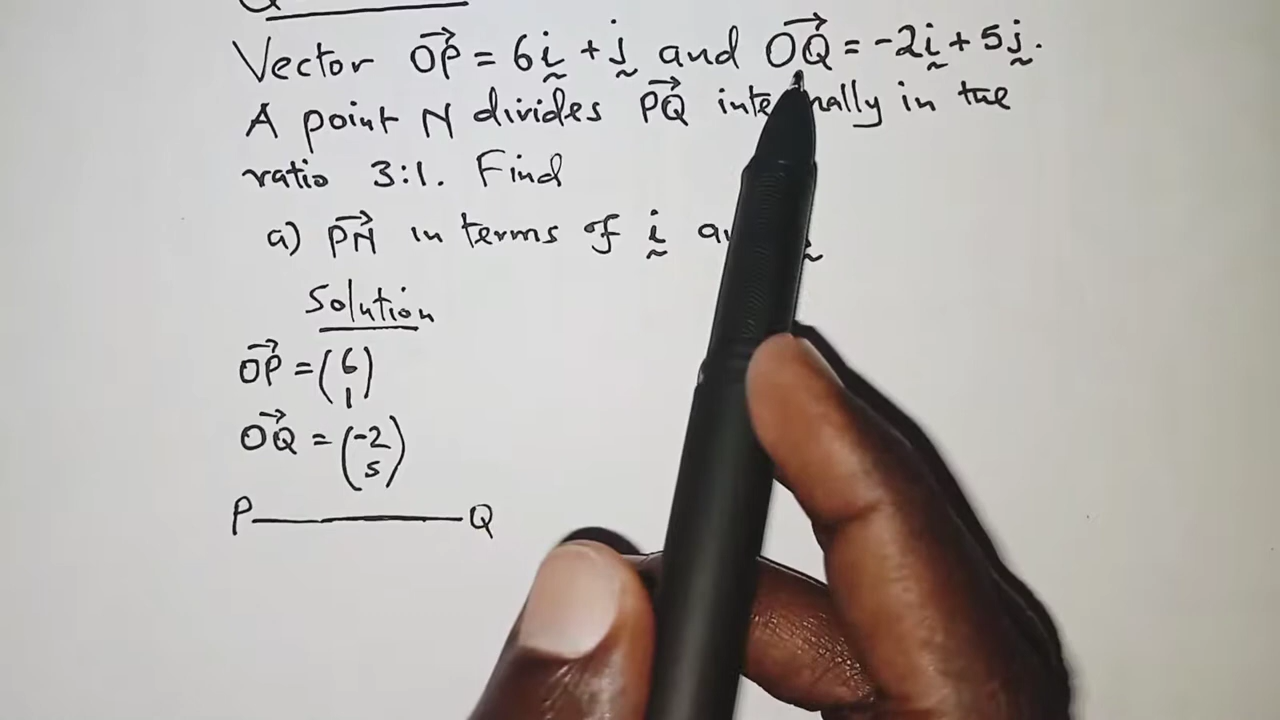 Vector OP = 6i + j and OQ = -2i + 5j.
A point N divides PQ in the
ratio 3:1. Find
a) PN in terms of i
Solution
OP = (6 1)
OQ = (-2 5)
P Q